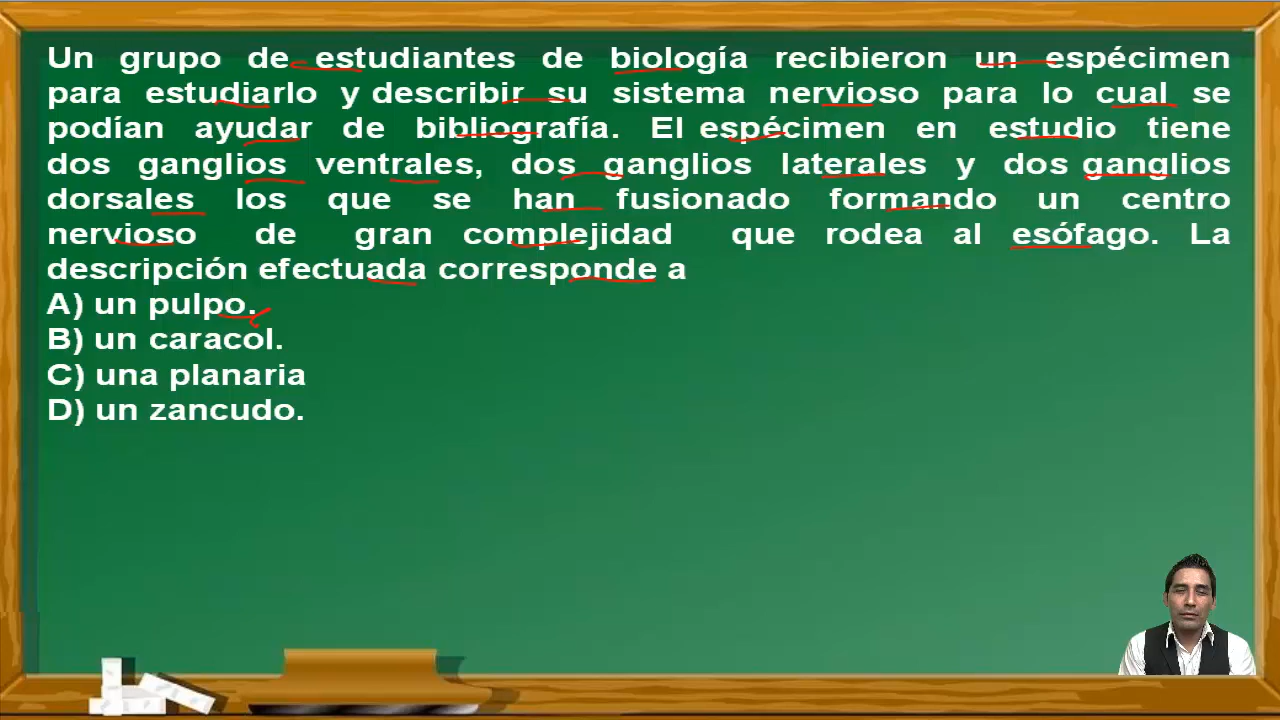 Un grupo de estudiantes de biología recibieron un espécimen
para estudiarlo y describir su sistema nervioso para lo cual se
podían ayudar de bibliografía. El espécimen en estudio tiene
dos ganglios ventrales, dos ganglios laterales y dos ganglios
dorsales los que se han fusionado formando un centro
nervioso de gran complejidad que rodea al esófago. La
descripción efectuada corresponde a
A) un pulpo.
B) un caracol.
C) una planaria
D) un zancudo.